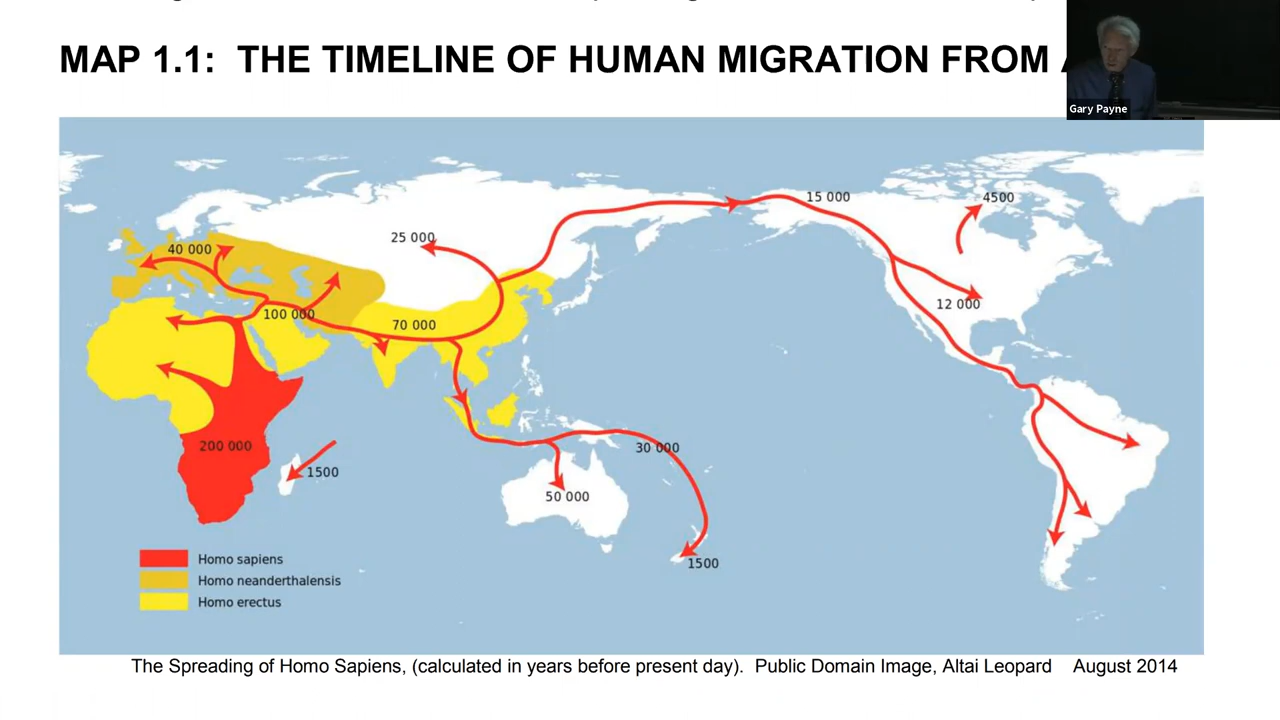 MAP 1.1: THE TIMELINE OF HUMAN MIGRATION FROM
Gary Payne
15 000
4500
25 000
40 000
12 000
100 000
70 000
200 000
30 000
1500
50 000
1500
Homo sapiens
Homo neanderthalensis
Homo erectus
The Spreading of Homo Sapiens, (calculated in years before present day). Public Domain Image, Altai Leopard August 2014